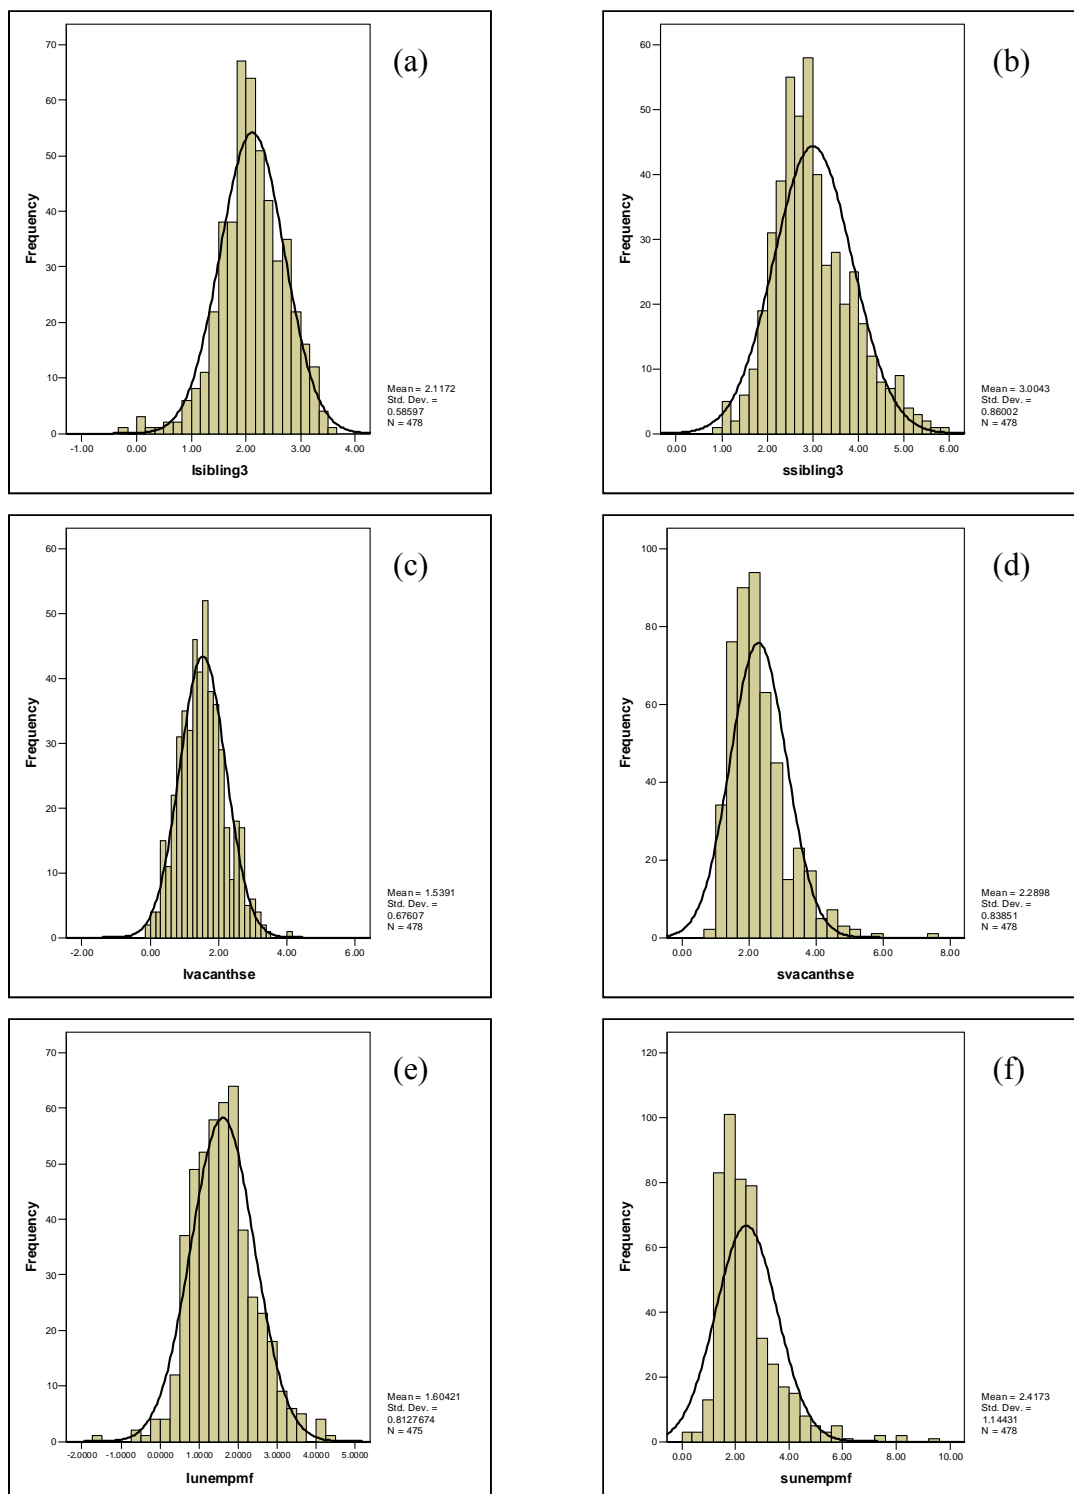 (a)
70
60
50
40
30
20
10
0
Frequency
-1.00 0.00 1.00 2.00 3.00 4.00
lsibling3
Mean = 2.1172
Std. Dev. =
0.58597
N = 478
(b)
60
50
40
30
20
10
0
Frequency
0.00 1.00 2.00 3.00 4.00 5.00 6.00
ssibling3
Mean = 3.0043
Std. Dev. =
0.86002
N = 478
(c)
60
50
40
30
20
10
0
Frequency
-2.00 0.00 2.00 4.00 6.00
lvacanthse
Mean = 1.5391
Std. Dev. =
0.67607
N = 478
(d)
100
80
60
40
20
0
Frequency
0.00 2.00 4.00 6.00 8.00
svacanthse
Mean = 2.2898
Std. Dev. =
0.83851
N = 478
(e)
70
60
50
40
30
20
10
0
Frequency
-2.0000 -1.0000 0.0000 1.0000 2.0000 3.0000 4.0000 5.0000
lunempmf
Mean = 1.60421
Std. Dev. =
0.8127674
N = 475
(f)
120
100
80
60
40
20
0
Frequency
0.00 2.00 4.00 6.00 8.00 10.00
sunempmf
Mean = 2.4173
Std. Dev. =
1.14431
N = 478